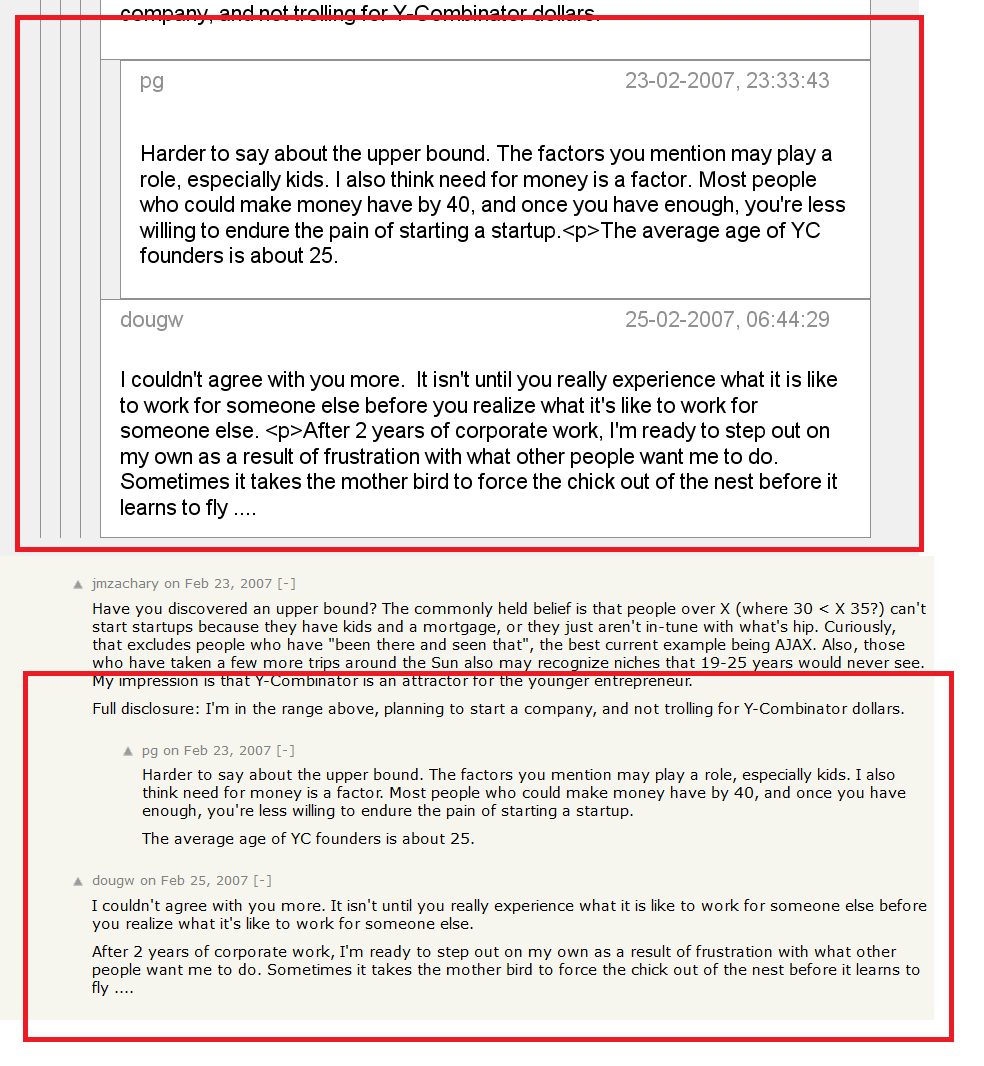 company, and not trolling for Y-Combinator dollars.
pg 23-02-2007, 23:33:43
Harder to say about the upper bound. The factors you mention may play a
role, especially kids. I also think need for money is a factor. Most people
who could make money have by 40, and once you have enough, you're less
willing to endure the pain of starting a startup.<p>The average age of YC
founders is about 25.
dougw 25-02-2007, 06:44:29
I couldn't agree with you more.  It isn't until you really experience what it is like
to work for someone else before you realize what it's like to work for
someone else. <p>After 2 years of corporate work, I'm ready to step out on
my own as a result of frustration with what other people want me to do.
Sometimes it takes the mother bird to force the chick out of the nest before it
learns to fly ....
▲ jmzachary on Feb 23, 2007 [-]
Have you discovered an upper bound? The commonly held belief is that people over X (where 30 < X 35?) can't
start startups because they have kids and a mortgage, or they just aren't in-tune with what's hip. Curiously,
that excludes people who have "been there and seen that", the best current example being AJAX. Also, those
who have taken a few more trips around the Sun also may recognize niches that 19-25 years would never see.
My impression is that Y-Combinator is an attractor for the younger entrepreneur.
Full disclosure: I'm in the range above, planning to start a company, and not trolling for Y-Combinator dollars.
▲ pg on Feb 23, 2007 [-]
Harder to say about the upper bound. The factors you mention may play a role, especially kids. I also
think need for money is a factor. Most people who could make money have by 40, and once you have
enough, you're less willing to endure the pain of starting a startup.
The average age of YC founders is about 25.
▲ dougw on Feb 25, 2007 [-]
I couldn't agree with you more. It isn't until you really experience what it is like to work for someone else before
you realize what it's like to work for someone else.
After 2 years of corporate work, I'm ready to step out on my own as a result of frustration with what other
people want me to do. Sometimes it takes the mother bird to force the chick out of the nest before it learns to
fly ....